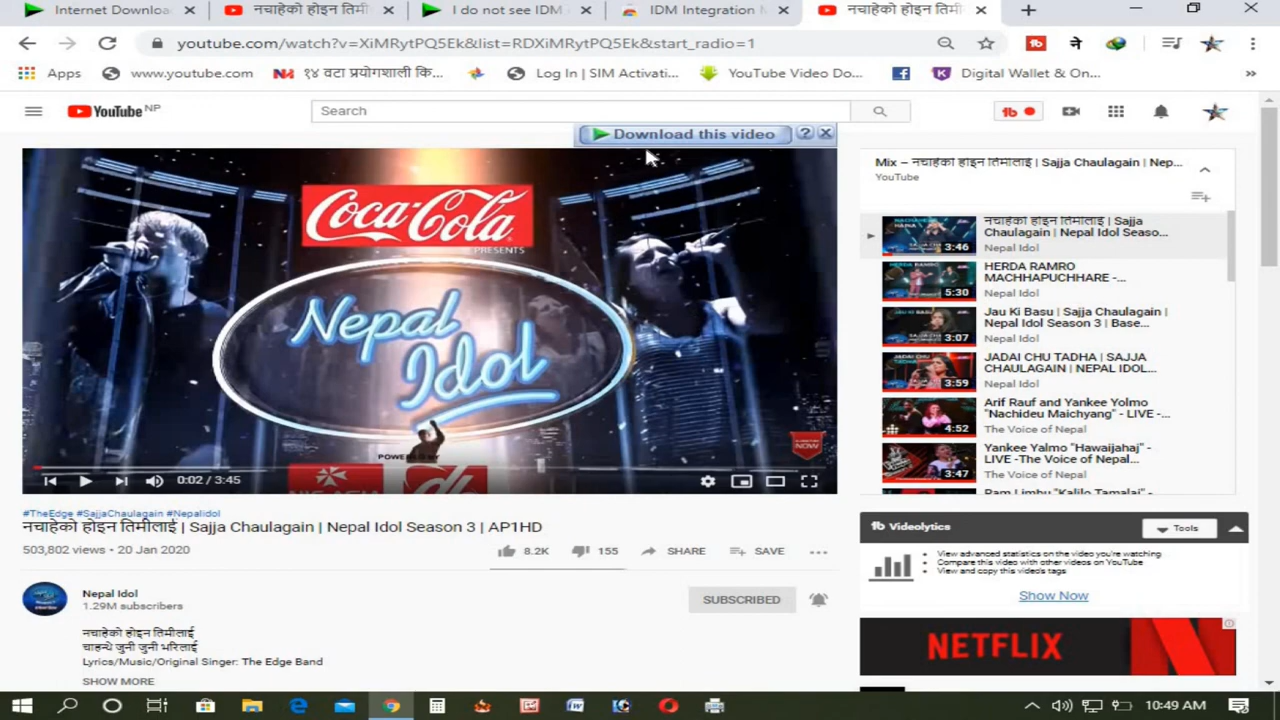 Internet Downloa
नचाहेको होइन तिमी
I do not see IDM
IDM Integration M
नचाहेको होइन तिमी
youtube.com/watch?v=XiMRytPQ5Ek&list=RDXiMRytPQ5Ek&start_radio=1
Apps
www.youtube.com
१४ वटा प्रयोगशाली कि...
Log In | SIM Activati...
YouTube Video Do...
Digital Wallet & On...
YouTube NP
Search
Download this video
Coca-Cola
PRESENTS
Nepal
Idol
POWERED BY
NOW
0:02 / 3:45
Mix – नचाहेको होइन तिमीलाई | Sajja Chaulagain | Nep...
YouTube
नचाहेको होइन तिमीलाई | Sajja
Chaulagain | Nepal Idol Seaso...
Nepal Idol
3:46
HERDA RAMRO
MACHHAPUCHHARE -...
Nepal Idol
5:30
Jau Ki Basu | Sajja Chaulagain |
Nepal Idol Season 3 | Base...
Nepal Idol
3:07
JADAI CHU TADHA | SAJJA
CHAULAGAIN | NEPAL IDOL...
Nepal Idol
3:59
Arif Rauf and Yankee Yolmo
"Nachideu Maichyang" - LIVE -...
The Voice of Nepal
4:52
Yankee Yalmo "Hawaijahaj" -
LIVE -The Voice of Nepal...
The Voice of Nepal
3:47
Ram Limbu "Kalilo Tamalai" -
#TheEdge #SajjaChaulagain #Nepalidol
नचाहेको होइन तिमीलाई | Sajja Chaulagain | Nepal Idol Season 3 | AP1HD
503,802 views • 20 Jan 2020
8.2K
155
SHARE
SAVE
Nepal Idol
1.29M subscribers
SUBSCRIBED
नचाहेको होइन तिमीलाई
चाहन्थे जुनी जुनी भरिलाई
Lyrics/Music/Original Singer: The Edge Band
SHOW MORE
Videolytics
Tools
View advanced statistics on the video you're watching
Compare this video with other videos on YouTube
View and copy this video's tags
Show Now
NETFLIX
10:49 AM